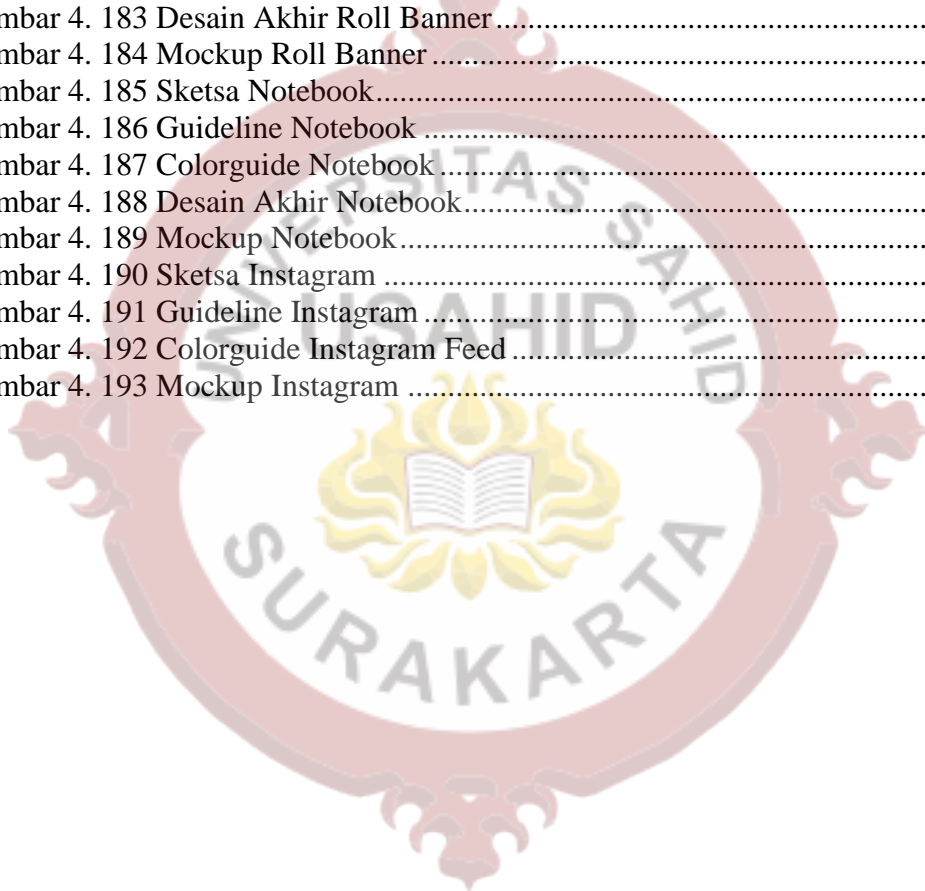 mbar 4. 183 Desain Akhir Roll Banner
mbar 4. 184 Mockup Roll Banner
mbar 4. 185 Sketsa Notebook
mbar 4. 186 Guideline Notebook
mbar 4. 187 Colorguide Notebook
mbar 4. 188 Desain Akhir Notebook
mbar 4. 189 Mockup Notebook
mbar 4. 190 Sketsa Instagram
mbar 4. 191 Guideline Instagram
mbar 4. 192 Colorguide Instagram Feed
mbar 4. 193 Mockup Instagram
UNIVERSITAS SAHID
USAHID
SURAKARTA